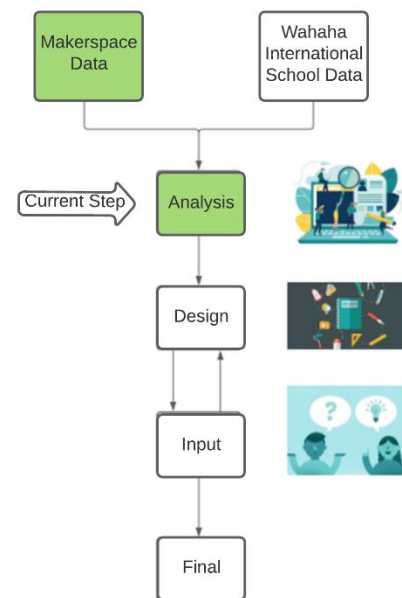 Makerspace
Data
Wahaha
International
School Data
Current Step
Analysis
Design
Input
?
Final